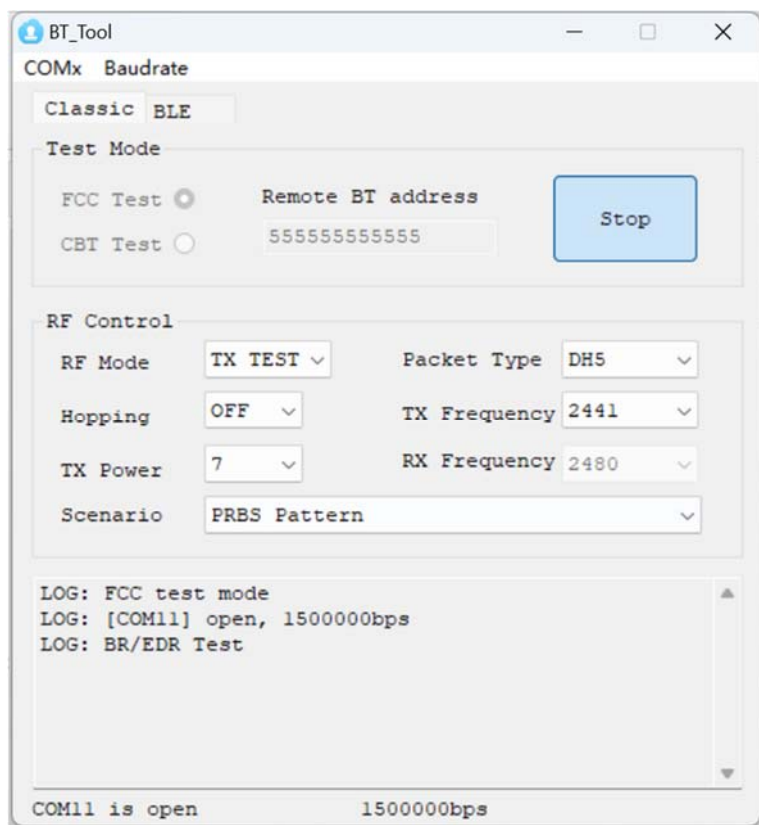 BT_Tool
COMx Baudrate
Classic BLE
Test Mode
FCC Test Remote BT address
Stop
CBT Test 555555555555
RF Control
RF Mode TX TEST Packet Type DH5
Hopping OFF TX Frequency 2441
TX Power 7 RX Frequency 2480
Scenario PRBS Pattern
LOG: FCC test mode
LOG: [COM11] open, 1500000bps
LOG: BR/EDR Test
COM11 is open 1500000bps